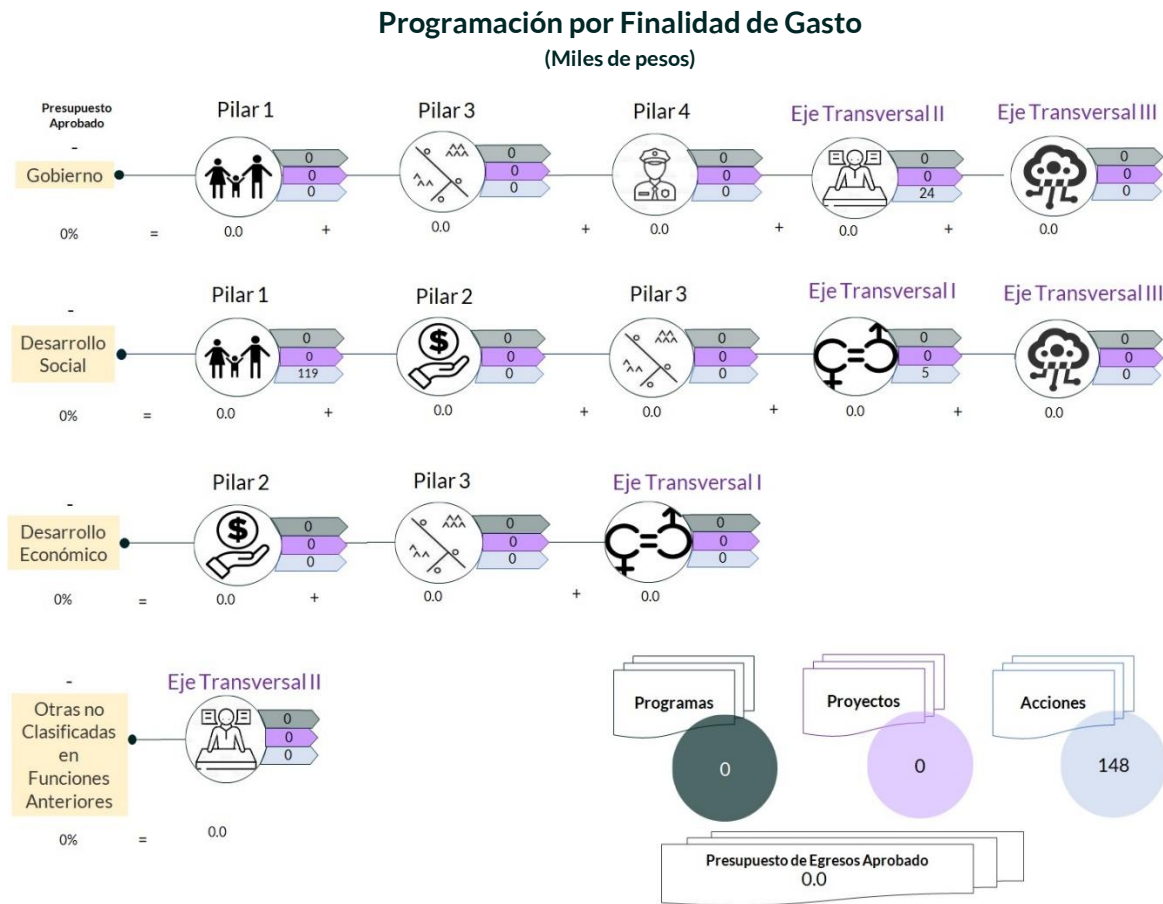 Programación por Finalidad de Gasto
(Miles de pesos)
Presupuesto
Aprobado
Pilar 1
Pilar 3
Pilar 4
Eje Transversal II
Eje Transversal III
-
Gobierno
0
0
0
0
0
0
0
0
0
0
0
24
0
0
0
0%
=
0.0
+
0.0
+
0.0
+
0.0
+
0.0
-
Pilar 1
Pilar 2
Pilar 3
Eje Transversal I
Eje Transversal III
Desarrollo
Social
0
0
119
0
0
0
0
0
0
0
0
5
0
0
0
0%
=
0.0
+
0.0
+
0.0
+
0.0
+
0.0
-
Pilar 2
Pilar 3
Eje Transversal I
Desarrollo
Económico
$
0
0
0
0
0
0
0
0
0
0%
=
0.0
+
0.0
+
0.0
-
Eje Transversal II
Otras no
Clasificadas
en
Funciones
Anteriores
0
0
0
0%
=
0.0
Programas
0
Proyectos
0
Acciones
148
Presupuesto de Egresos Aprobado
0.0